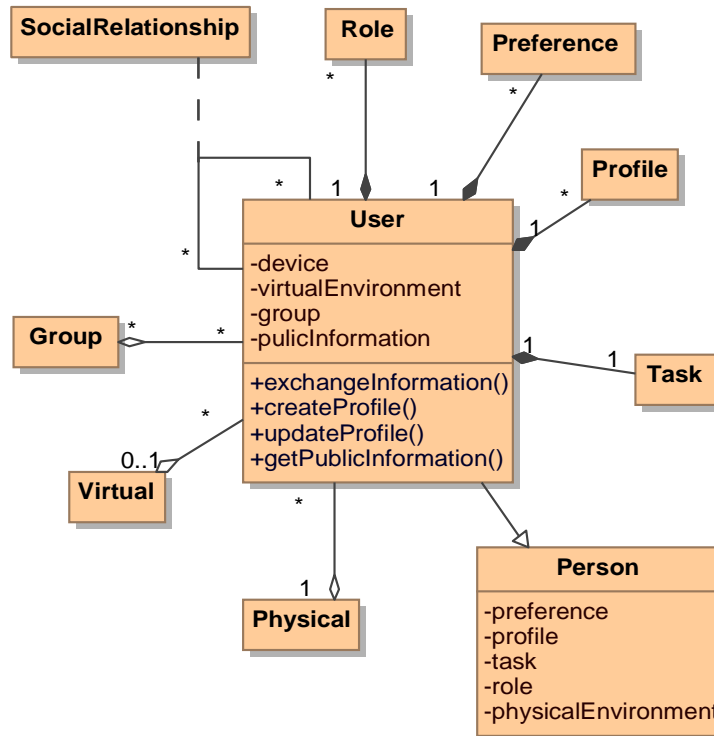 SocialRelationship
Role
Preference
*
*
Profile
*
*
1
1
1
User
*
-device
-virtualEnvironment
-group
-pulicInformation
Group
*
*
1
1
Task
+exchangeInformation()
+createProfile()
+updateProfile()
+getPublicInformation()
*
0..1
Virtual
*
1
Physical
Person
-preference
-profile
-task
-role
-physicalEnvironment